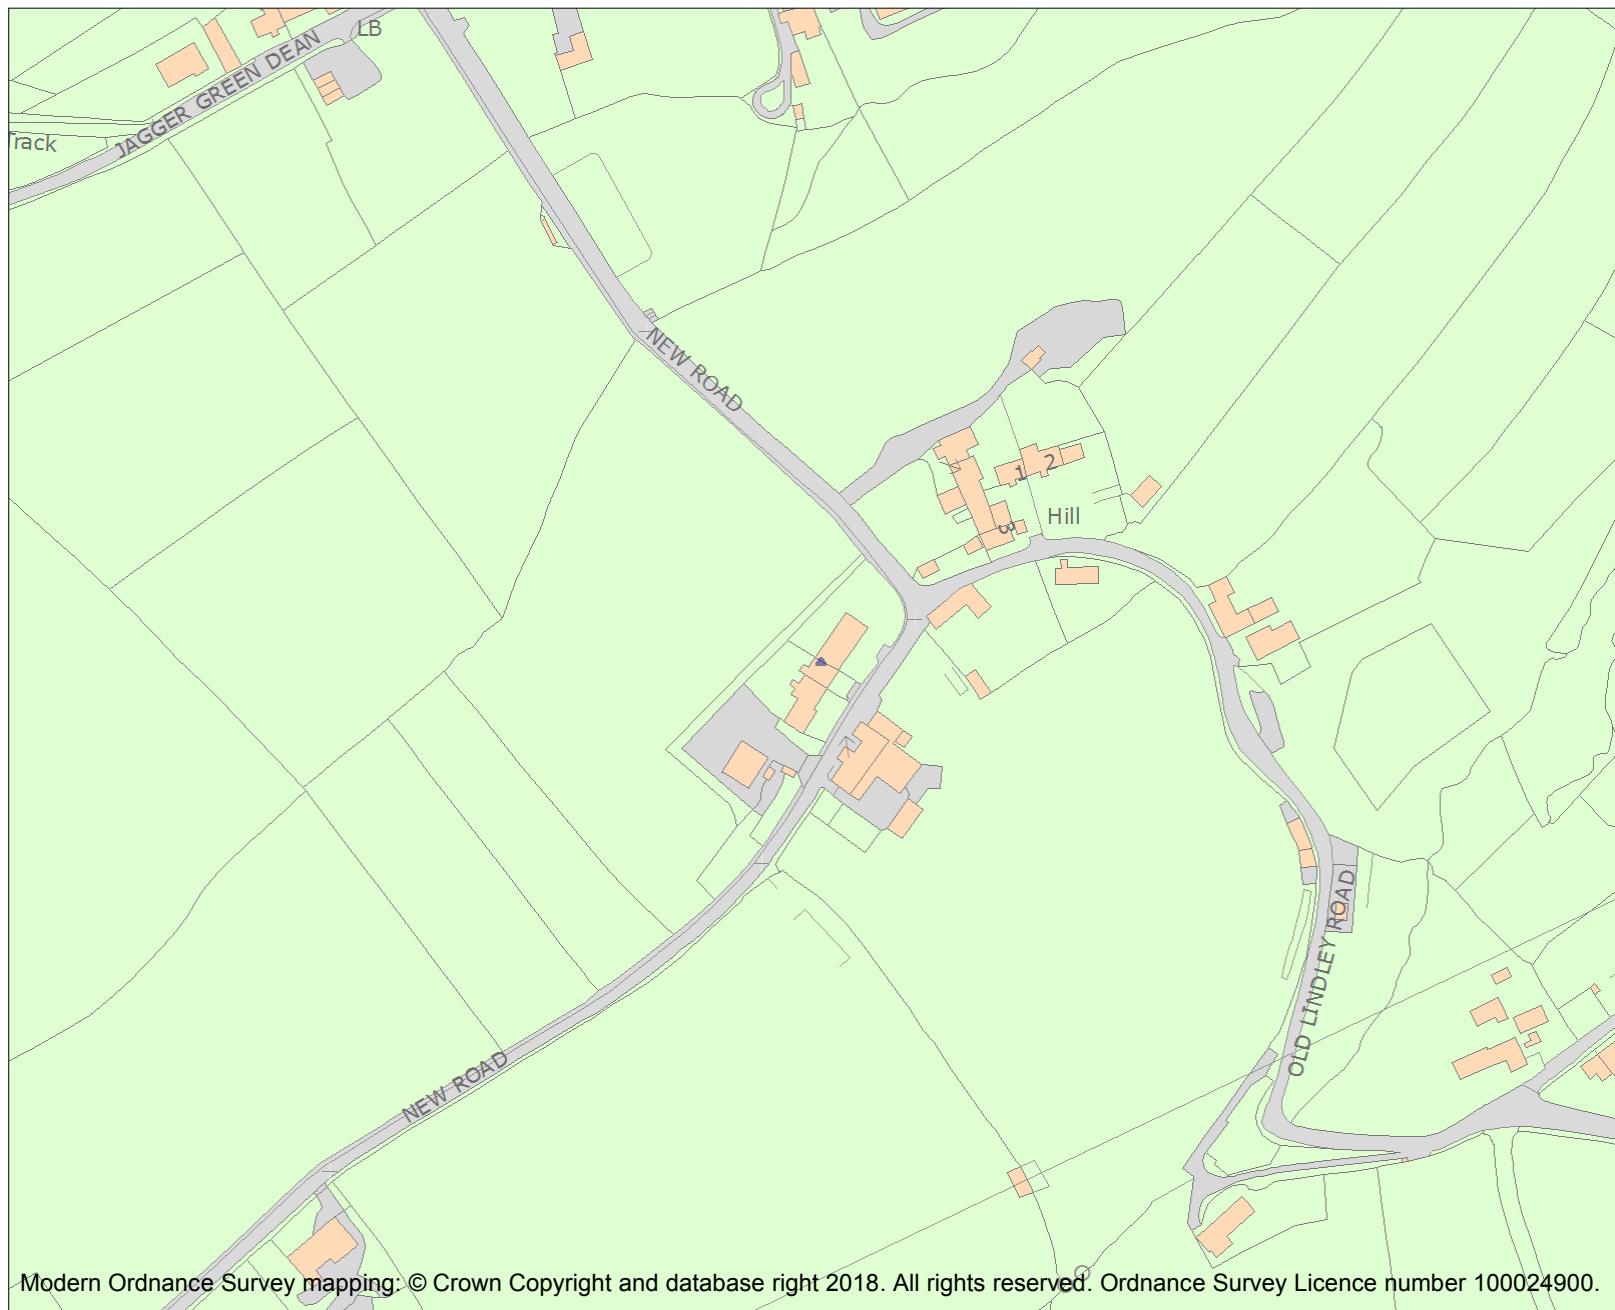 LB
JAGGER GREEN DEAN
Track
NEW ROAD
1
2
3
Hill
OLD LINDLEY ROAD
NEW ROAD
Modern Ordnance Survey mapping: © Crown Copyright and database right 2018. All rights reserved. Ordnance Survey Licence number 100024900.